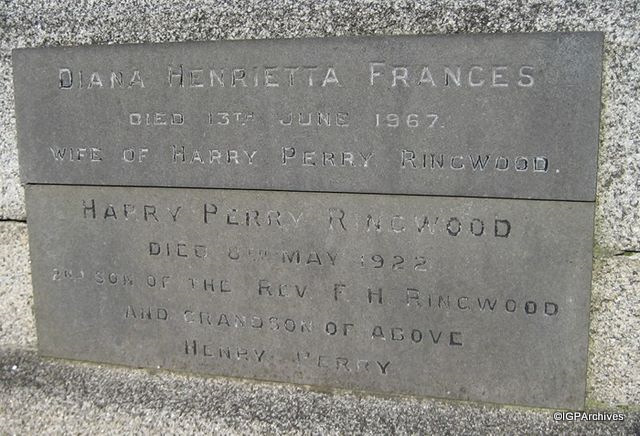 Diana Henrietta Frances
died 13th June 1967.
wife of Harry Perry Ringwood.
Harry Perry Ringwood
died 8th May 1922
2nd son of the Rev F H Ringwood
and grandson of above
Henry Perry
©IGPArchives